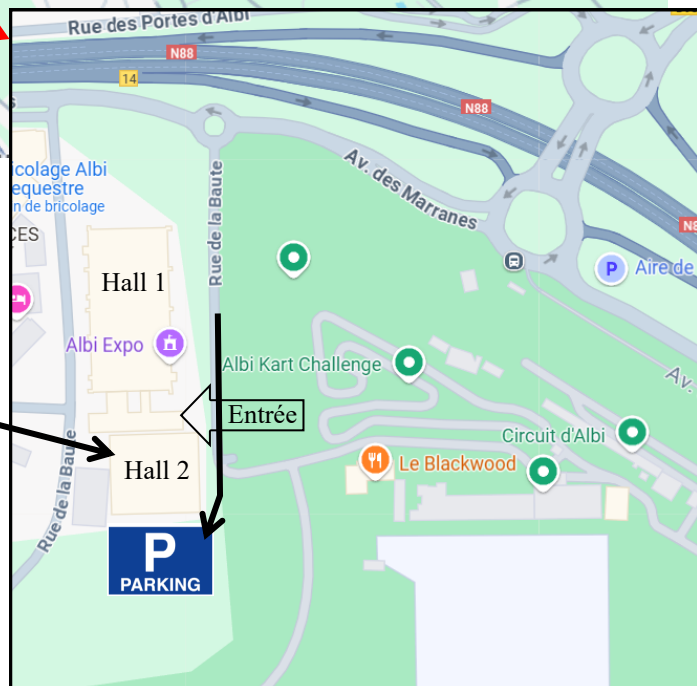 Rue des Portes d'Albi
N88
14
N88
Av. des Marranes
icolage Albi
equestre
n de bricolage
CES
Rue de la Baute
Hall 1
P
Aire de
N8
Albi Expo
Albi Kart Challenge
Av.
Entrée
Circuit d'Albi
Le Blackwood
Hall 2
Rue de la Baute
P
PARKING